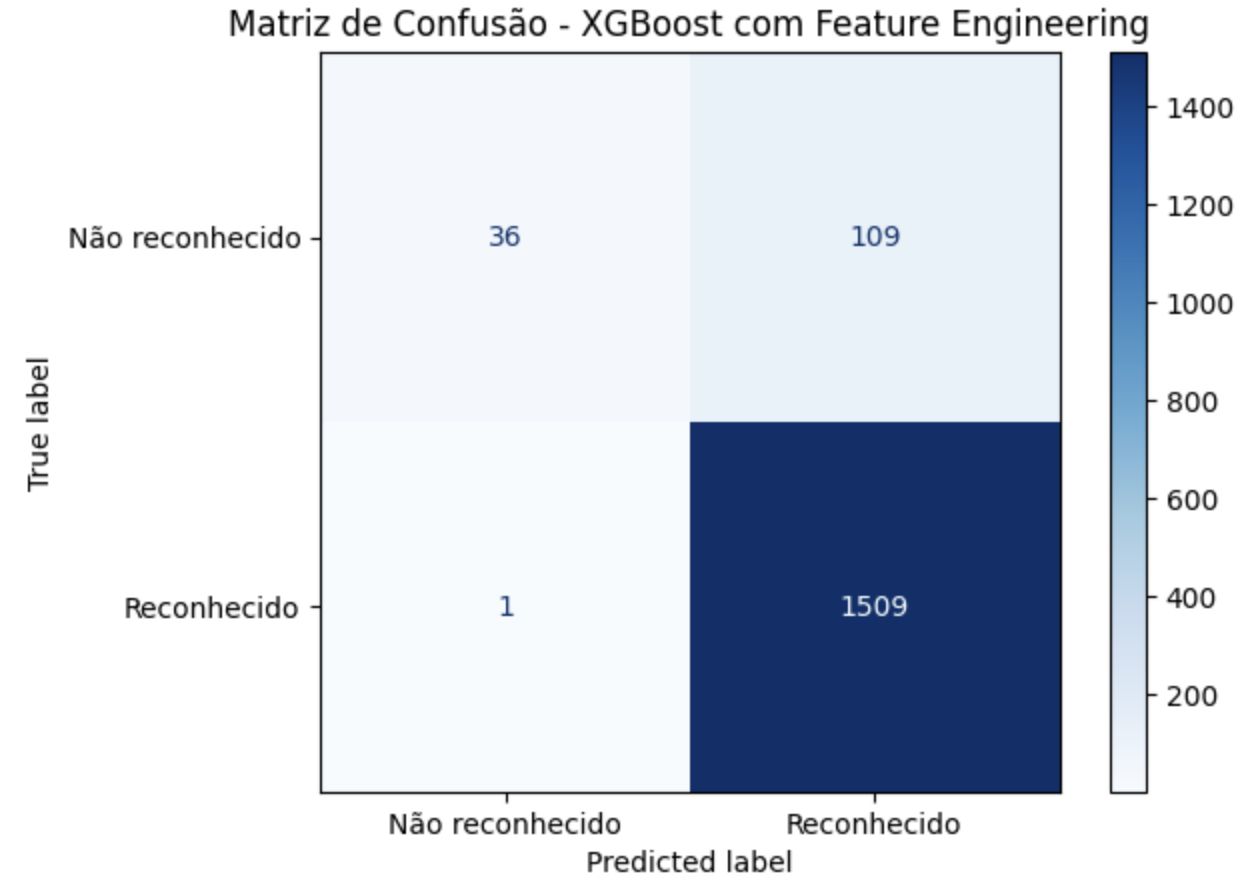 Matriz de Confusão - XGBoost com Feature Engineering
Não reconhecido
36
109
Reconhecido
1
1509
True label
Não reconhecido
Reconhecido
Predicted label
1400
1200
1000
800
600
400
200